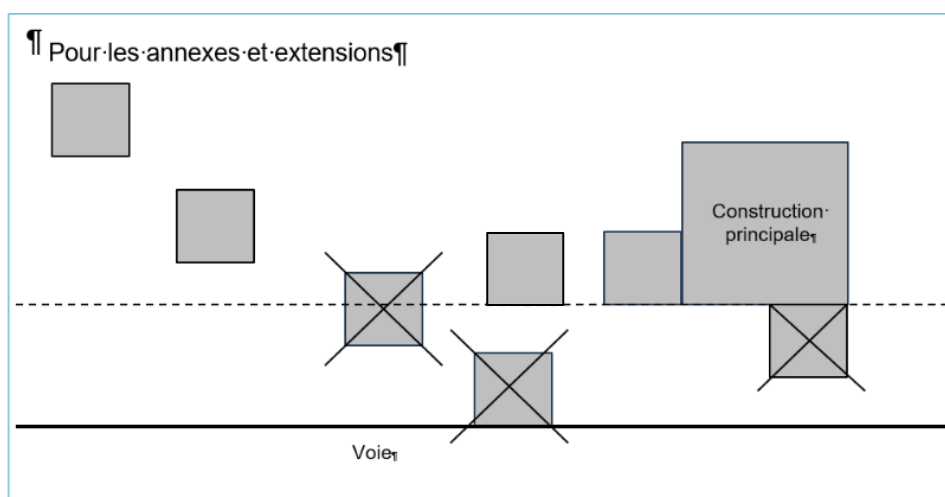 ¶
Pour·les·annexes·et·extensions¶
Construction·
principale¶
Voie¶